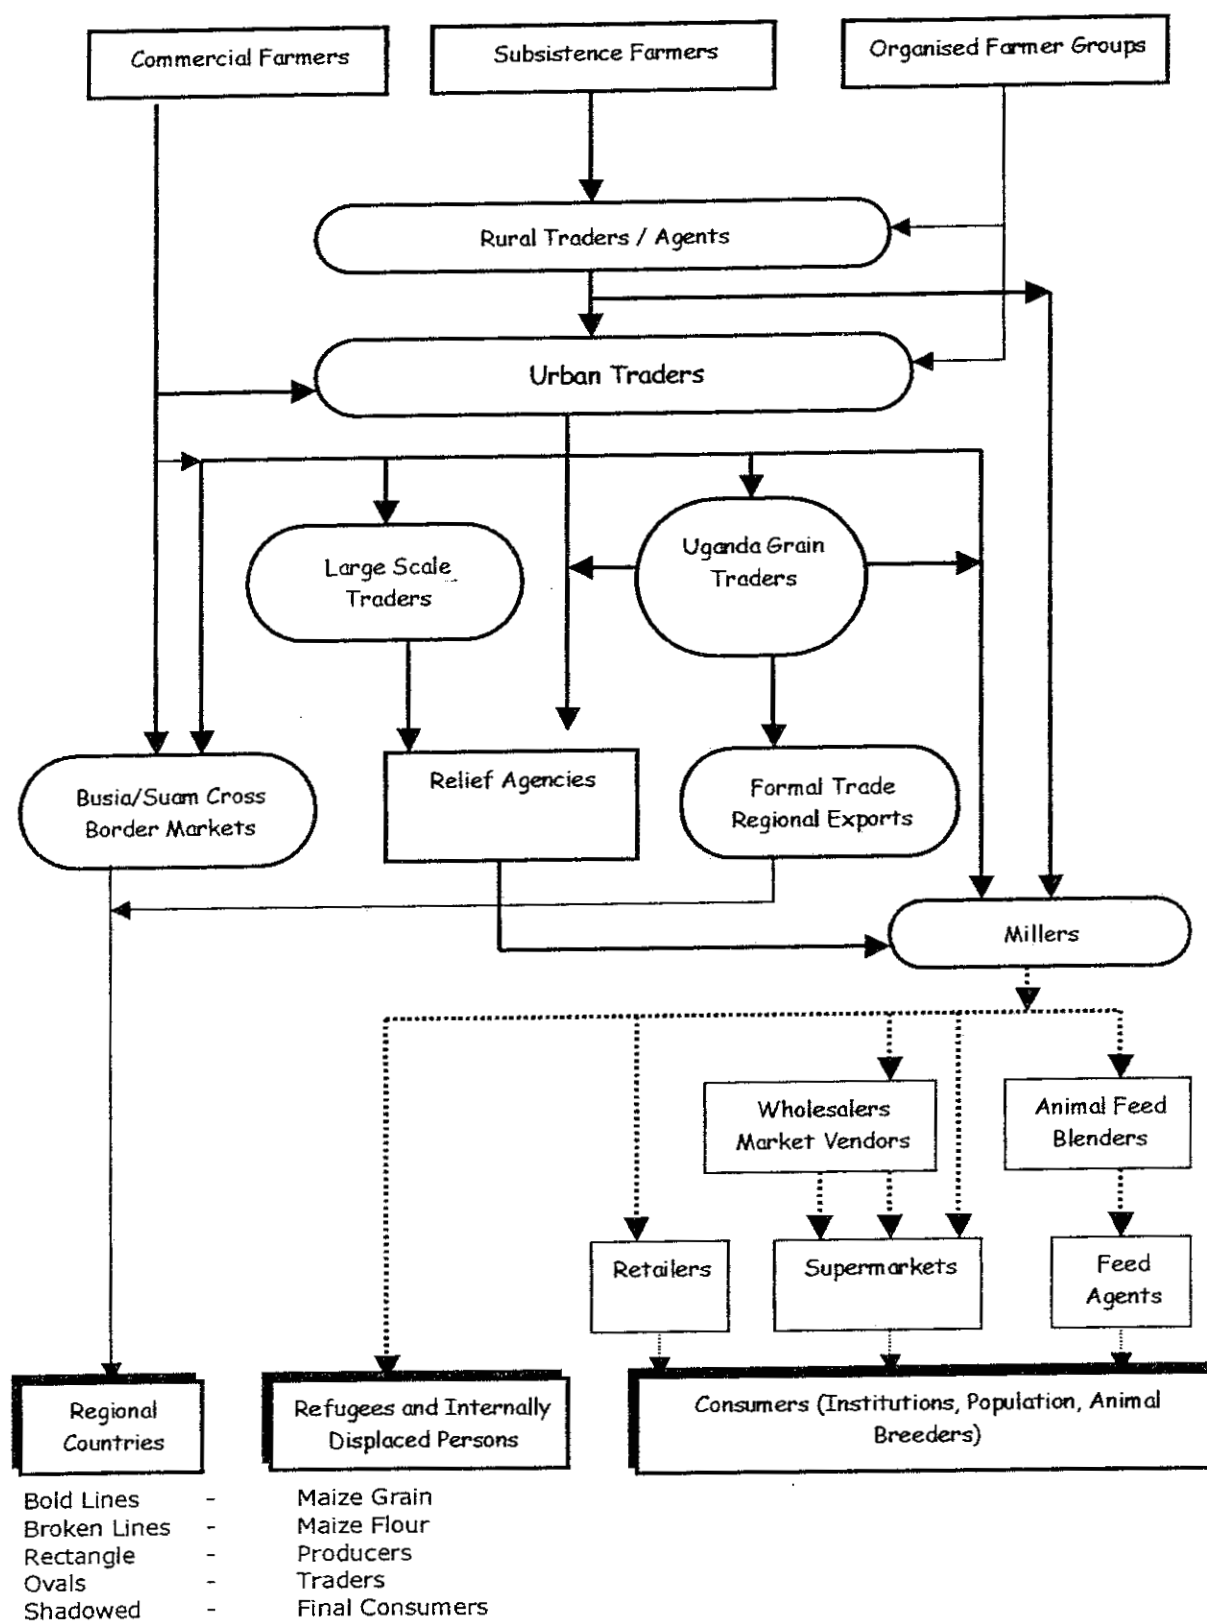 Commercial Farmers
Subsistence Farmers
Organised Farmer Groups
Rural Traders / Agents
Urban Traders
Large Scale
Traders
Uganda Grain
Traders
Busia/Suam Cross
Border Markets
Relief Agencies
Formal Trade
Regional Exports
Millers
Wholesalers
Market Vendors
Animal Feed
Blenders
Retailers
Supermarkets
Feed
Agents
Regional
Countries
Refugees and Internally
Displaced Persons
Consumers (Institutions, Population, Animal
Breeders)
Bold Lines - Maize Grain
Broken Lines - Maize Flour
Rectangle - Producers
Ovals - Traders
Shadowed - Final Consumers